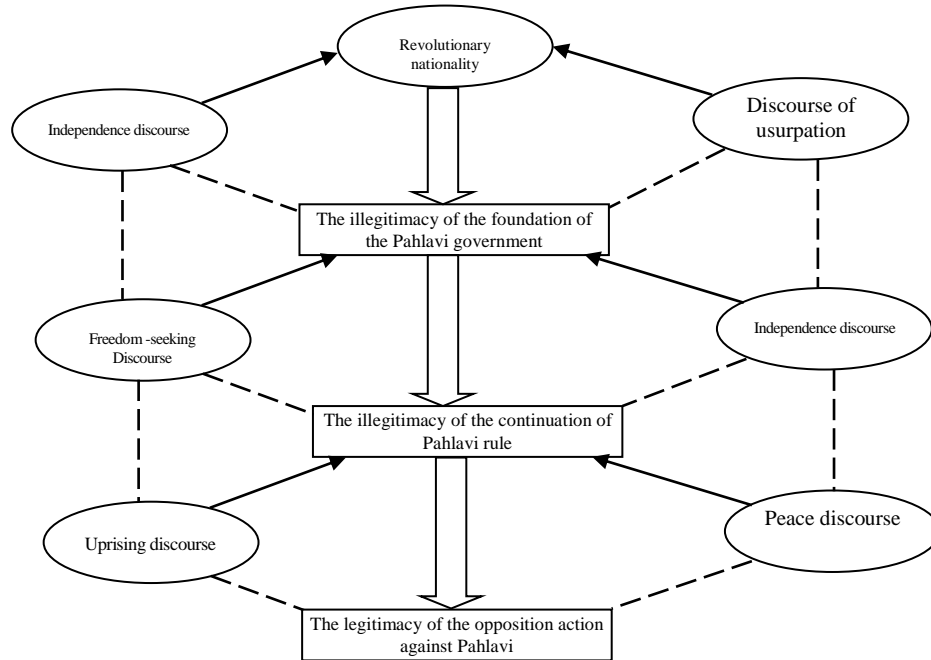 Revolutionary
nationality
Independence discourse
Discourse of
usurpation
The illegitimacy of the foundation of
the Pahlavi government
Freedom -seeking
Discourse
Independence discourse
The illegitimacy of the continuation of
Pahlavi rule
Uprising discourse
Peace discourse
The legitimacy of the opposition action
against Pahlavi